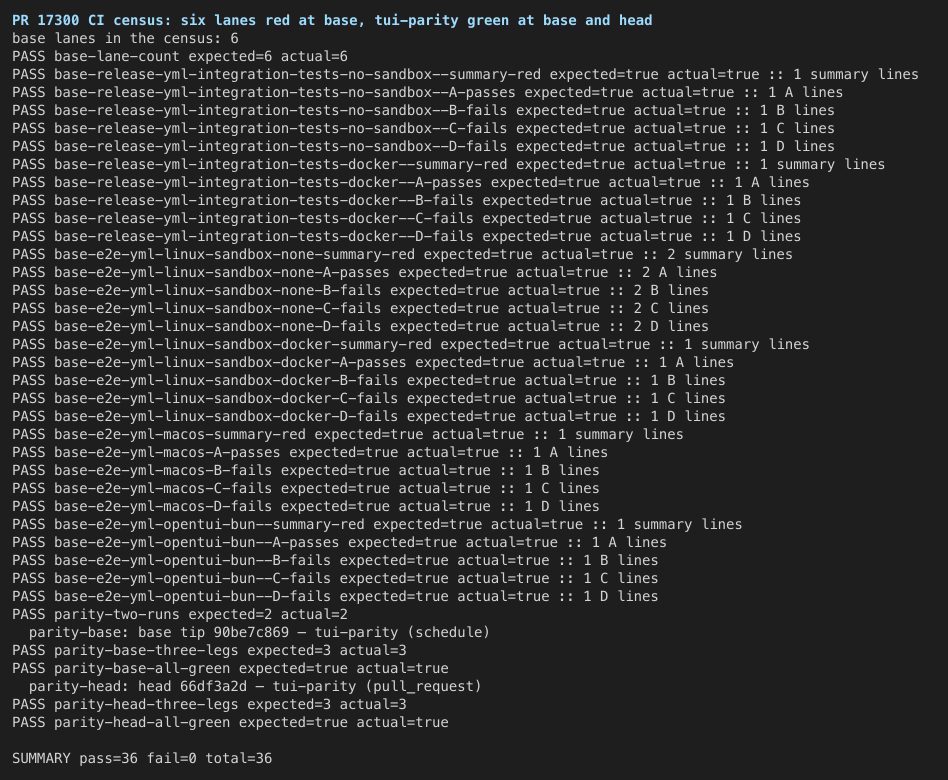 PR 17300 CI census: six lanes red at base, tui-parity green at base and head
base lanes in the census: 6
PASS base-lane-count expected=6 actual=6
PASS base-release-yml-integration-tests-no-sandbox--summary-red expected=true actual=true :: 1 summary lines
PASS base-release-yml-integration-tests-no-sandbox--A-passes expected=true actual=true :: 1 A lines
PASS base-release-yml-integration-tests-no-sandbox--B-fails expected=true actual=true :: 1 B lines
PASS base-release-yml-integration-tests-no-sandbox--C-fails expected=true actual=true :: 1 C lines
PASS base-release-yml-integration-tests-no-sandbox--D-fails expected=true actual=true :: 1 D lines
PASS base-release-yml-integration-tests-docker--summary-red expected=true actual=true :: 1 summary lines
PASS base-release-yml-integration-tests-docker--A-passes expected=true actual=true :: 1 A lines
PASS base-release-yml-integration-tests-docker--B-fails expected=true actual=true :: 1 B lines
PASS base-release-yml-integration-tests-docker--C-fails expected=true actual=true :: 1 C lines
PASS base-release-yml-integration-tests-docker--D-fails expected=true actual=true :: 1 D lines
PASS base-e2e-yml-linux-sandbox-none-summary-red expected=true actual=true :: 2 summary lines
PASS base-e2e-yml-linux-sandbox-none-A-passes expected=true actual=true :: 2 A lines
PASS base-e2e-yml-linux-sandbox-none-B-fails expected=true actual=true :: 2 B lines
PASS base-e2e-yml-linux-sandbox-none-C-fails expected=true actual=true :: 2 C lines
PASS base-e2e-yml-linux-sandbox-none-D-fails expected=true actual=true :: 2 D lines
PASS base-e2e-yml-linux-sandbox-docker-summary-red expected=true actual=true :: 1 summary lines
PASS base-e2e-yml-linux-sandbox-docker-A-passes expected=true actual=true :: 1 A lines
PASS base-e2e-yml-linux-sandbox-docker-B-fails expected=true actual=true :: 1 B lines
PASS base-e2e-yml-linux-sandbox-docker-C-fails expected=true actual=true :: 1 C lines
PASS base-e2e-yml-linux-sandbox-docker-D-fails expected=true actual=true :: 1 D lines
PASS base-e2e-yml-macos-summary-red expected=true actual=true :: 1 summary lines
PASS base-e2e-yml-macos-A-passes expected=true actual=true :: 1 A lines
PASS base-e2e-yml-macos-B-fails expected=true actual=true :: 1 B lines
PASS base-e2e-yml-macos-C-fails expected=true actual=true :: 1 C lines
PASS base-e2e-yml-macos-D-fails expected=true actual=true :: 1 D lines
PASS base-e2e-yml-opentui-bun--summary-red expected=true actual=true :: 1 summary lines
PASS base-e2e-yml-opentui-bun--A-passes expected=true actual=true :: 1 A lines
PASS base-e2e-yml-opentui-bun--B-fails expected=true actual=true :: 1 B lines
PASS base-e2e-yml-opentui-bun--C-fails expected=true actual=true :: 1 C lines
PASS base-e2e-yml-opentui-bun--D-fails expected=true actual=true :: 1 D lines
PASS parity-two-runs expected=2 actual=2
  parity-base: base tip 90be7c869 — tui-parity (schedule)
PASS parity-base-three-legs expected=3 actual=3
PASS parity-base-all-green expected=true actual=true
  parity-head: head 66df3a2d — tui-parity (pull_request)
PASS parity-head-three-legs expected=3 actual=3
PASS parity-head-all-green expected=true actual=true
SUMMARY pass=36 fail=0 total=36